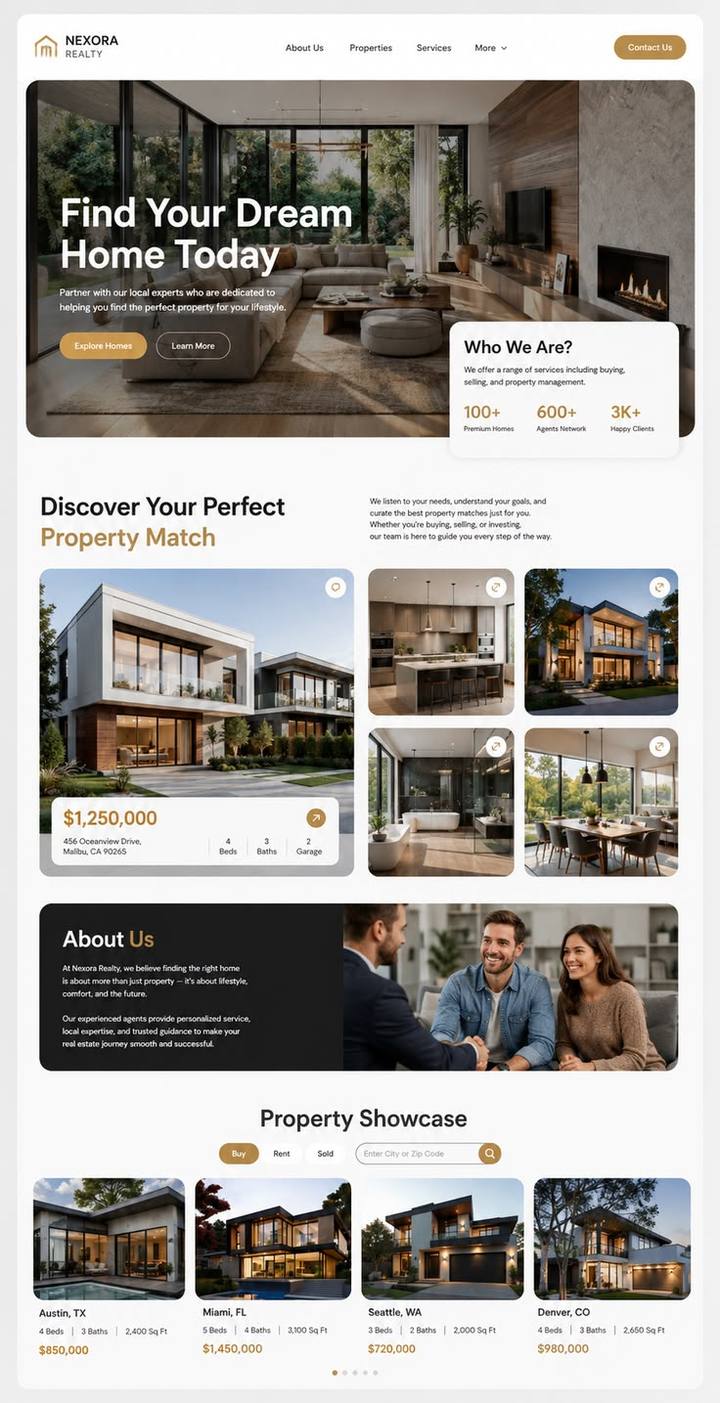 NEXORA
REALTY
About Us
Properties
Services
More
Contact Us
Find Your Dream
Home Today
Partner with our local experts who are dedicated to
helping you find the perfect property for your lifestyle.
Explore Homes
Learn More
Who We Are?
We offer a range of services including buying,
selling, and property management.
100+
Premium Homes
600+
Agents Network
3K+
Happy Clients
Discover Your Perfect
Property Match
We listen to your needs, understand your goals, and
curate the best property matches just for you.
Whether you're buying, selling, or investing,
our team is here to guide you every step of the way.
$1,250,000
456 Oceanview Drive,
Malibu, CA 90265
4
Beds
3
Baths
2
Garage
About Us
At Nexora Realty, we believe finding the right home
is about more than just property — it's about lifestyle,
comfort, and the future.
Our experienced agents provide personalized service,
local expertise, and trusted guidance to make your
real estate journey smooth and successful.
Property Showcase
Buy
Rent
Sold
Enter City or Zip Code
Austin, TX
4 Beds | 3 Baths | 2,400 Sq Ft
$850,000
Miami, FL
5 Beds | 4 Baths | 3,100 Sq Ft
$1,450,000
Seattle, WA
3 Beds | 2 Baths | 2,000 Sq Ft
$720,000
Denver, CO
4 Beds | 3 Baths | 2,650 Sq Ft
$980,000